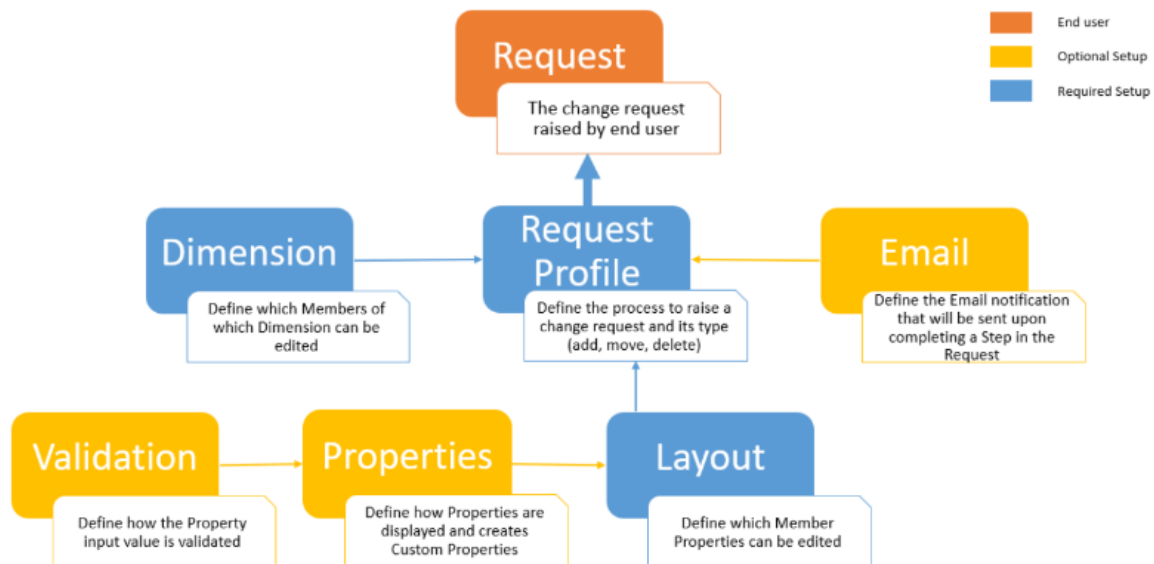 Request
The change request
raised by end user
End user
Optional Setup
Required Setup
Dimension
Define which Members of
which Dimension can be
edited
Request
Profile
Define the process to raise a
change request and its type
(add, move, delete)
Email
Define the Email notification
that will be sent upon
completing a Step in the
Request
Validation
Define how the Property
input value is validated
Properties
Define how Properties are
displayed and creates
Custom Properties
Layout
Define which Member
Properties can be edited